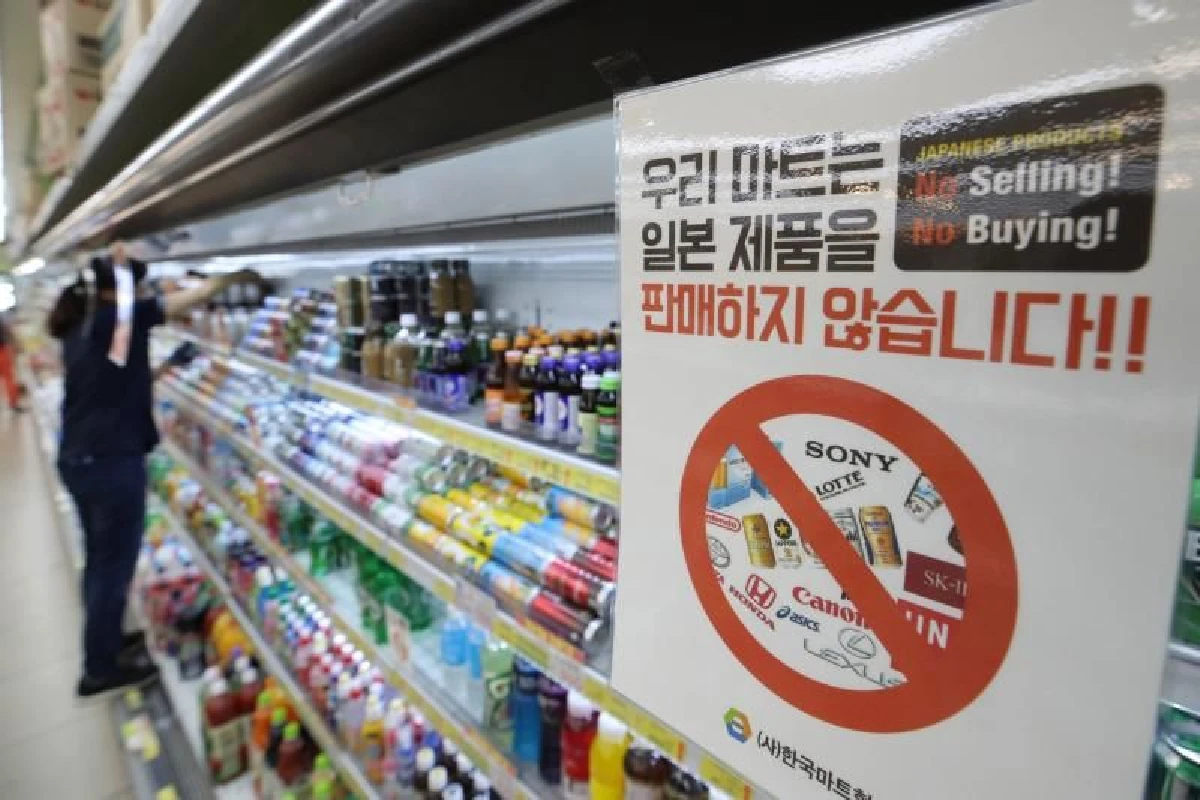 우리 마트는
일본 제품을
판매하지 않습니다!!
JAPANESE PRODUCTS
No Selling!
No Buying!
SONY
LOTTE
Nintendo
SK-II
HONDA
Canon
asics
LEXUS
(사)한국마트